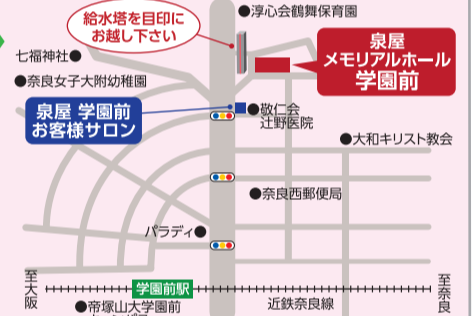 ●淳心会鶴舞保育園
給水塔を目印に
お越し下さい
泉屋
メモリアルホール
学園前
七福神社●
●奈良女子大附幼稚園
泉屋 学園前
お客様サロン
●敬仁会
辻野医院
●大和キリスト教会
●奈良西郵便局
パラディ●
至大阪
学園前駅
近鉄奈良線
至奈良
●帝塚山大学園前